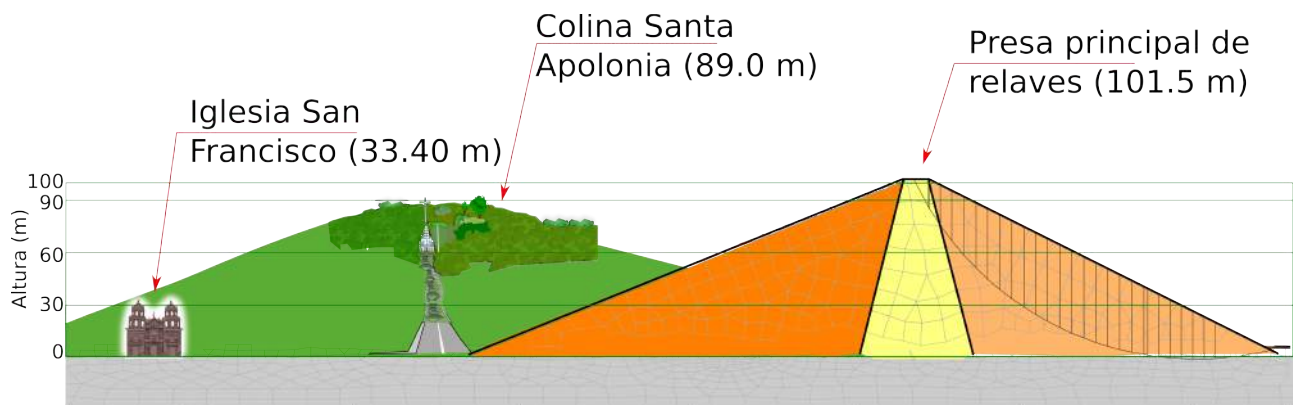 Colina Santa
Apolonia (89.0 m)
Presa principal de
relaves (101.5 m)
Iglesia San
Francisco (33.40 m)
Altura (m)
100
90
60
30
0